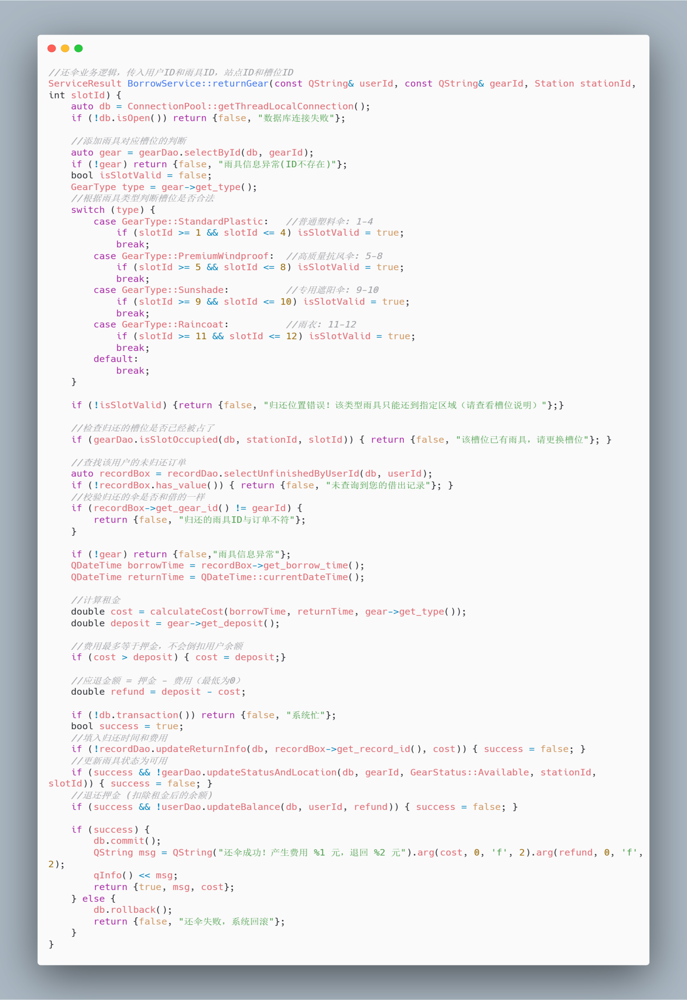 //还伞业务逻辑，传入用户ID和雨具ID，站点ID和槽位ID
ServiceResult BorrowService::returnGear(const QString& userId, const QString& gearId, Station stationId,
int slotId) {
    auto db = ConnectionPool::getThreadLocalConnection();
    if (!db.isOpen()) return {false, "数据库连接失败"};

    //添加雨具对应槽位的判断
    auto gear = gearDao.selectById(db, gearId);
    if (!gear) return {false, "雨具信息异常(ID不存在)"};
    bool isSlotValid = false;
    GearType type = gear->get_type();
    //根据雨具类型判断槽位是否合法
    switch (type) {
        case GearType::StandardPlastic:   //普通塑料伞: 1-4
            if (slotId >= 1 && slotId <= 4) isSlotValid = true;
            break;
        case GearType::PremiumWindproof:  //高质量抗风伞: 5-8
            if (slotId >= 5 && slotId <= 8) isSlotValid = true;
            break;
        case GearType::Sunshade:          //专用遮阳伞: 9-10
            if (slotId >= 9 && slotId <= 10) isSlotValid = true;
            break;
        case GearType::Raincoat:          //雨衣: 11-12
            if (slotId >= 11 && slotId <= 12) isSlotValid = true;
            break;
        default:
            break;
    }

    if (!isSlotValid) {return {false, "归还位置错误！该类型雨具只能还到指定区域（请查看槽位说明）"};}

    //检查归还的槽位是否已经被占了
    if (gearDao.isSlotOccupied(db, stationId, slotId)) { return {false, "该槽位已有雨具，请更换槽位"}; }

    //查找该用户的未归还订单
    auto recordBox = recordDao.selectUnfinishedByUserId(db, userId);
    if (!recordBox.has_value()) { return {false, "未查询到您的借出记录"}; }
    //校验归还的伞是否和借的一样
    if (recordBox->get_gear_id() != gearId) {
        return {false, "归还的雨具ID与订单不符"};
    }

    if (!gear) return {false,"雨具信息异常"};
    QDateTime borrowTime = recordBox->get_borrow_time();
    QDateTime returnTime = QDateTime::currentDateTime();

    //计算租金
    double cost = calculateCost(borrowTime, returnTime, gear->get_type());
    double deposit = gear->get_deposit();

    //费用最多等于押金，不会倒扣用户余额
    if (cost > deposit) { cost = deposit;}

    //应退金额 = 押金 - 费用（最低为0）
    double refund = deposit - cost;

    if (!db.transaction()) return {false, "系统忙"};
    bool success = true;
    //填入归还时间和费用
    if (!recordDao.updateReturnInfo(db, recordBox->get_record_id(), cost)) { success = false; }
    //更新雨具状态为可用
    if (success && !gearDao.updateStatusAndLocation(db, gearId, GearStatus::Available, stationId,
slotId)) { success = false; }
    //退还押金 (扣除租金后的余额)
    if (success && !userDao.updateBalance(db, userId, refund)) { success = false; }

    if (success) {
        db.commit();
        QString msg = QString("还伞成功！产生费用 %1 元，退回 %2 元").arg(cost, 0, 'f', 2).arg(refund, 0, 'f',
2);
        qInfo() << msg;
        return {true, msg, cost};
    } else {
        db.rollback();
        return {false, "还伞失败，系统回滚"};
    }
}